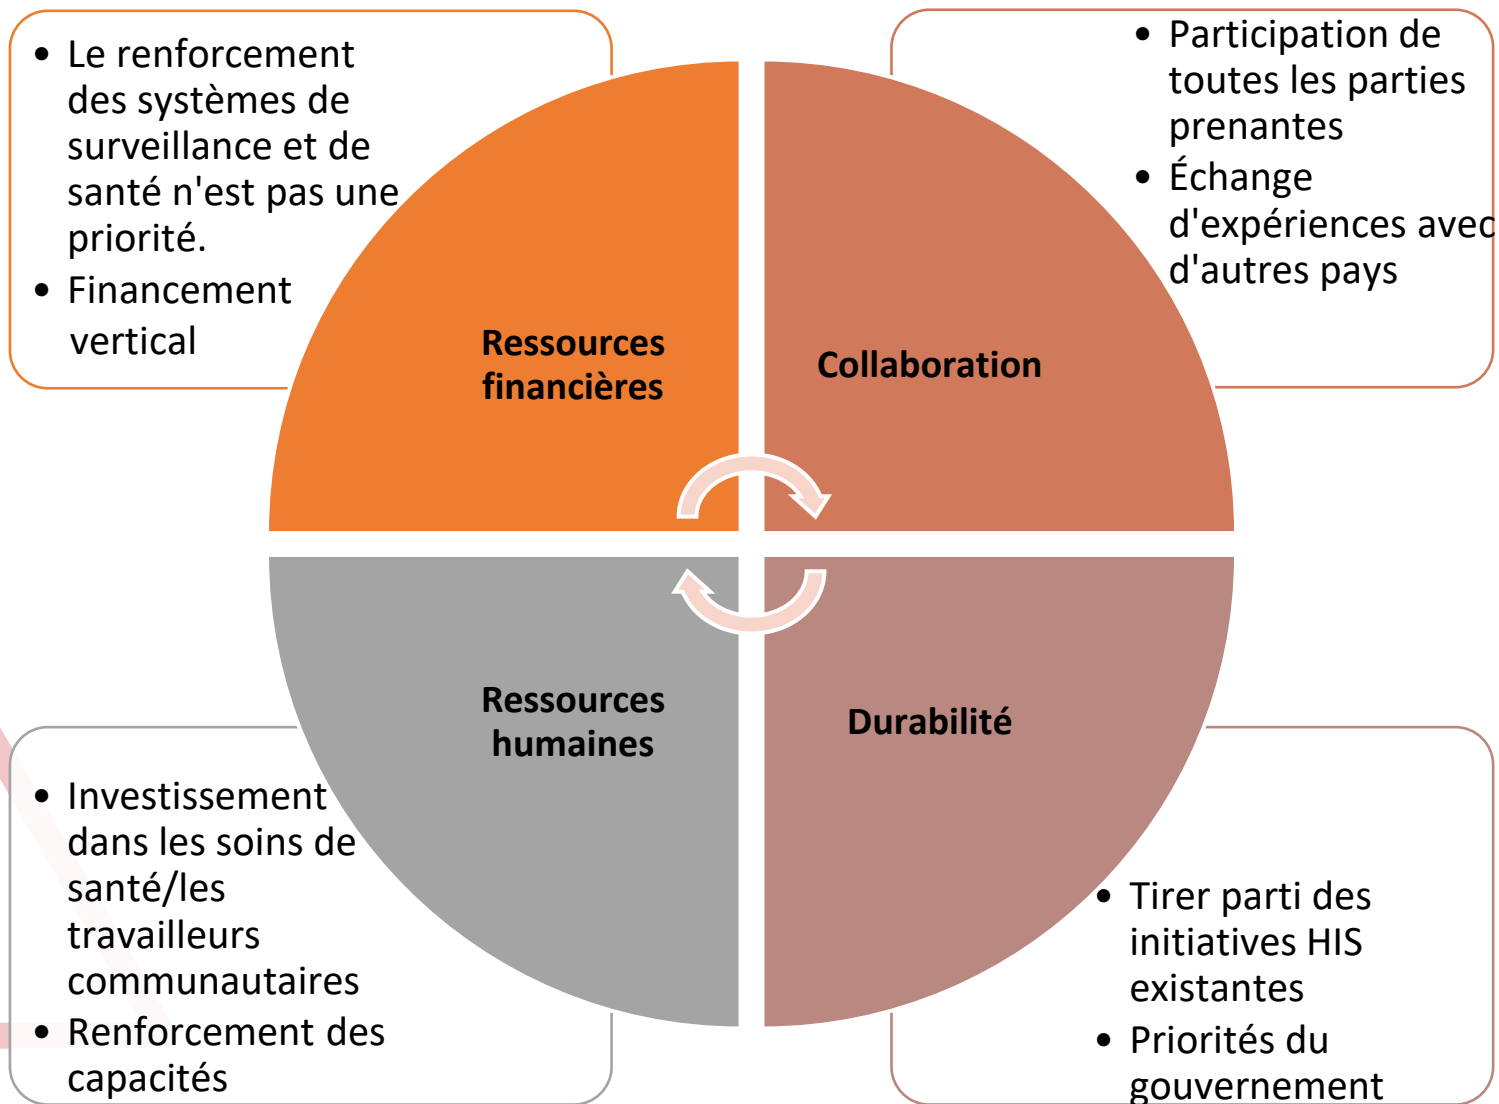 • Le renforcement
des systèmes de
surveillance et de
santé n'est pas une
priorité.
• Financement
vertical
• Participation de
toutes les parties
prenantes
• Échange
d'expériences avec
d'autres pays
Ressources
financières
Collaboration
Ressources
humaines
Durabilité
• Investissement
dans les soins de
santé/les
travailleurs
communautaires
• Renforcement des
capacités
• Tirer parti des
initiatives HIS
existantes
• Priorités du
gouvernement